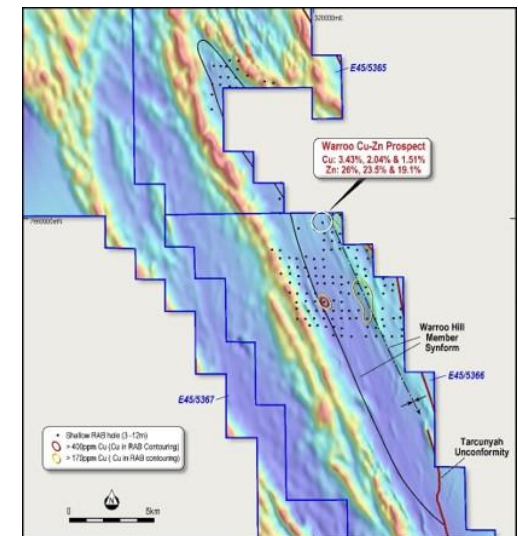 320000mE
E45/5365
Warroo Cu-Zn Prospect
Cu: 3.43%, 2.04% & 1.51%
Zn: 26%, 23.5% & 19.1%
Warroo Hill
Member
Synform
E45/5366
E45/5367
Tarcunyah
Unconformity
Shallow RAB hole (3 -12m)
> 400ppm Cu (Cu in RAB Contouring)
> 170ppm Cu ( Cu in RAB contouring)
N
0 5km